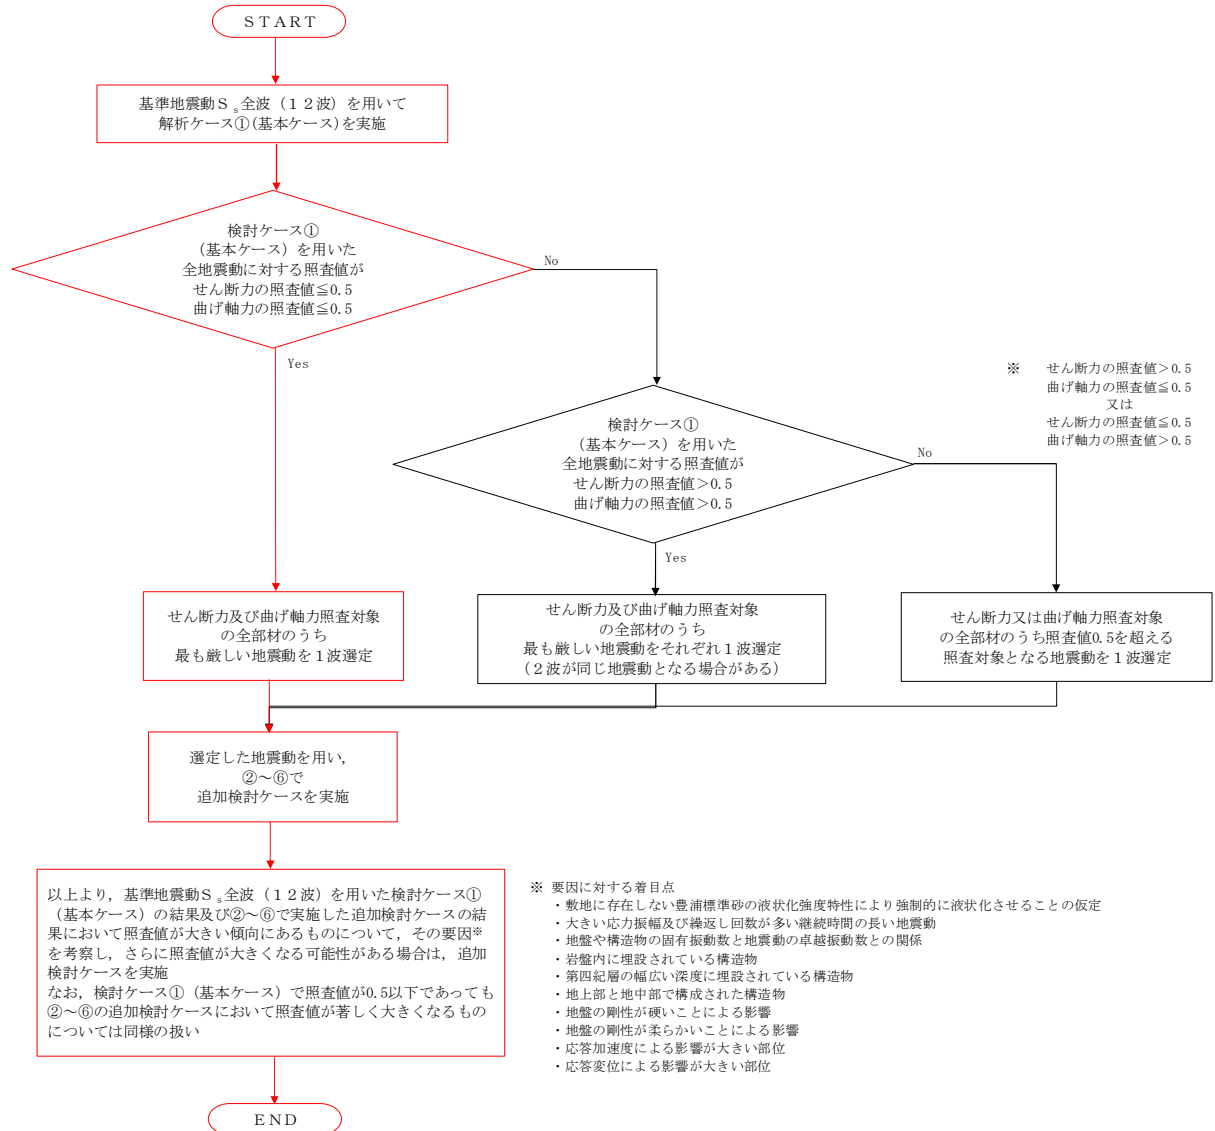 ＳＴＡＲＴ
基準地震動Ｓｓ全波（１２波）を用いて
解析ケース①(基本ケース)を実施
検討ケース①
（基本ケース）を用いた
全地震動に対する照査値が
せん断力の照査値≦0.5
曲げ軸力の照査値≦0.5
No
Yes
※　せん断力の照査値＞0.5
曲げ軸力の照査値≦0.5
又は
せん断力の照査値≦0.5
曲げ軸力の照査値＞0.5
検討ケース①
（基本ケース）を用いた
全地震動に対する照査値が
せん断力の照査値＞0.5
曲げ軸力の照査値＞0.5
No
Yes
せん断力及び曲げ軸力照査対象
の全部材のうち
最も厳しい地震動を１波選定
せん断力及び曲げ軸力照査対象
の全部材のうち
最も厳しい地震動をそれぞれ１波選定
（２波が同じ地震動となる場合がある）
せん断力又は曲げ軸力照査対象
の全部材のうち照査値0.5を超える
照査対象となる地震動を１波選定
選定した地震動を用い，
②～⑥で
追加検討ケースを実施
以上より，基準地震動Ｓｓ全波（１２波）を用いた検討ケース①
（基本ケース）の結果及び②～⑥で実施した追加検討ケースの結
果において照査値が大きい傾向にあるものについて，その要因※
を考察し，さらに照査値が大きくなる可能性がある場合は，追加
検討ケースを実施
なお，検討ケース①（基本ケース）で照査値が0.5以下であっても
②～⑥の追加検討ケースにおいて照査値が著しく大きくなるもの
については同様の扱い
※ 要因に対する着目点
・敷地に存在しない豊浦標準砂の液状化強度特性により強制的に液状化させることの仮定
・大きい応力振幅及び繰返し回数が多い継続時間の長い地震動
・地盤や構造物の固有振動数と地震動の卓越振動数との関係
・岩盤内に埋設されている構造物
・第四紀層の幅広い深度に埋設されている構造物
・地上部と地中部で構成された構造物
・地盤の剛性が硬いことによる影響
・地盤の剛性が柔らかいことによる影響
・応答加速度による影響が大きい部位
・応答変位による影響が大きい部位
ＥＮＤ